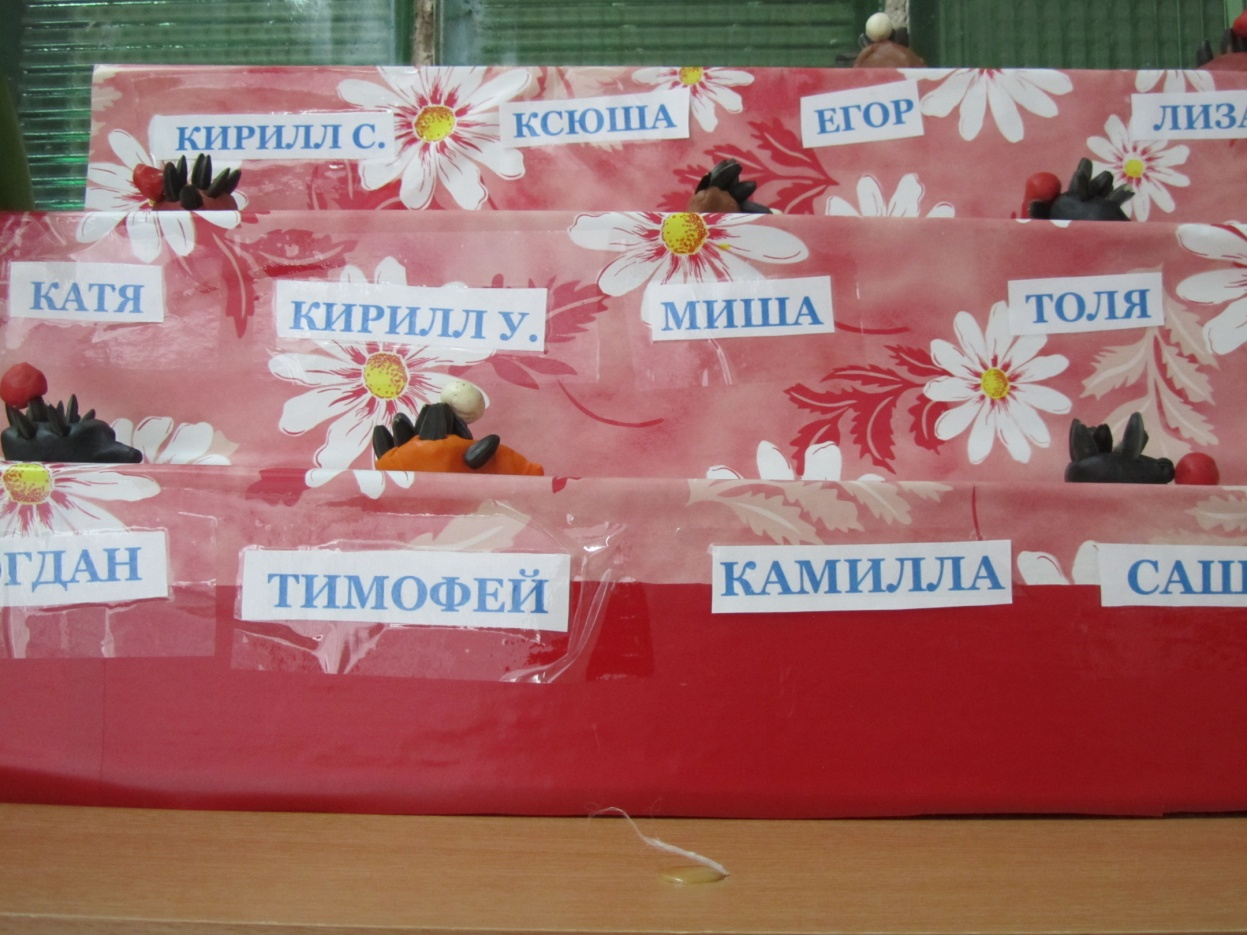 КИРИЛЛ С. КСЮША ЕГОР ЛИЗА
КАТЯ КИРИЛЛ У. МИША ТОЛЯ
ОГДАН ТИМОФЕЙ КАМИЛЛА САШ